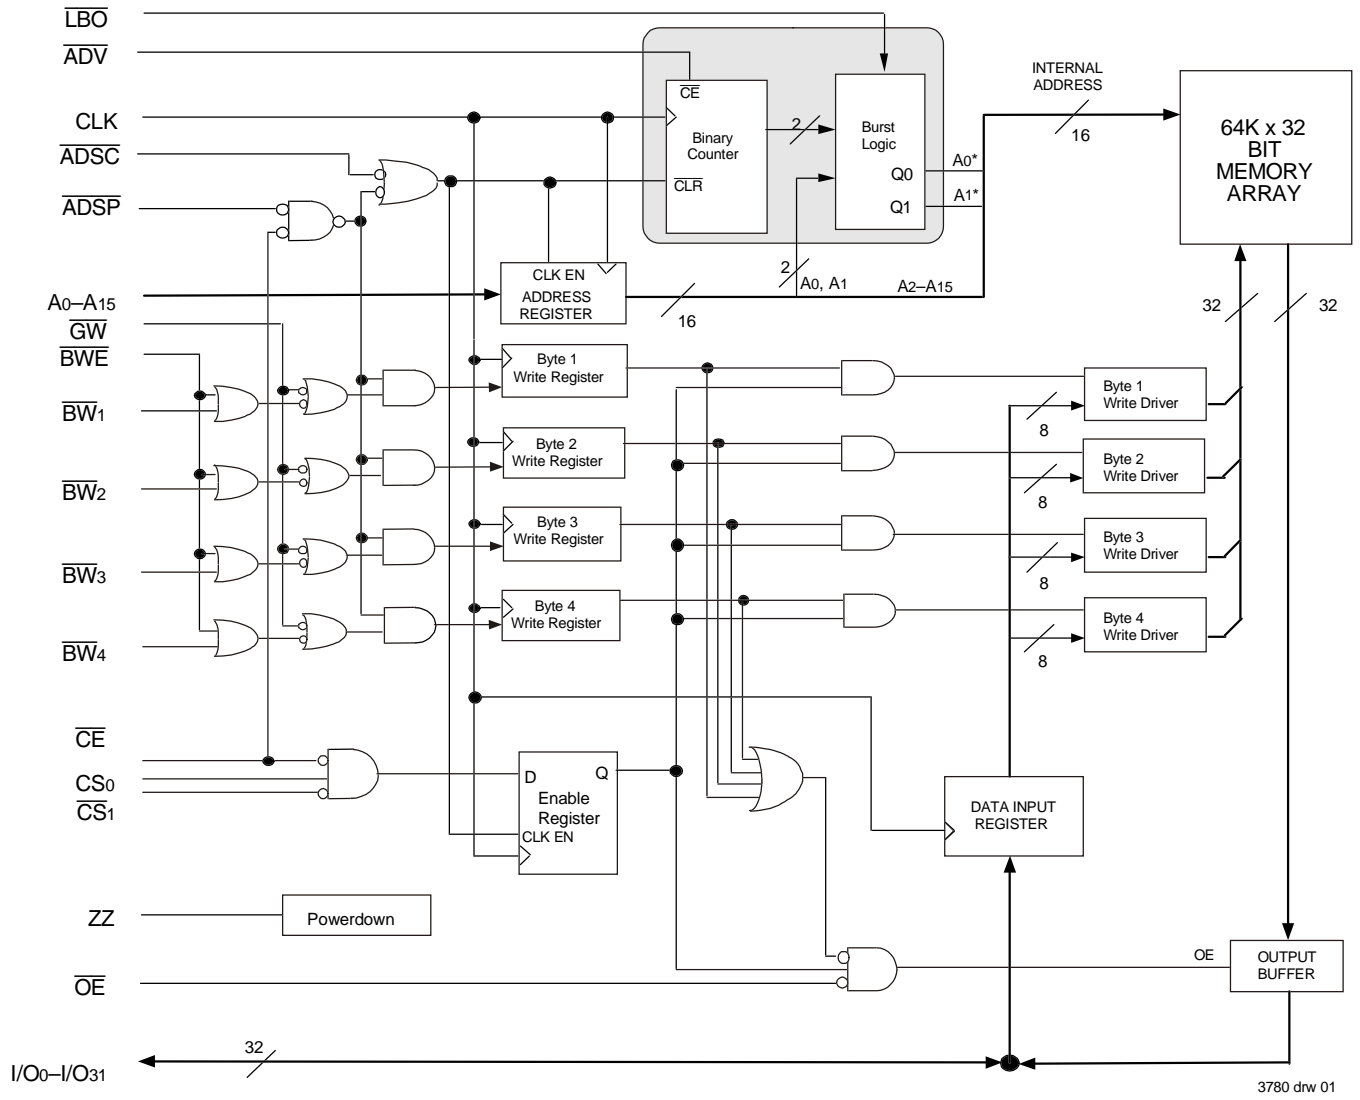 LBO
ADV
CLK
ADSC
ADSP
A0–A15
GW
BWE
BW1
BW2
BW3
BW4
CE
CS0
CS1
ZZ
OE
I/O0–I/O31
CE
Binary
Counter
CLR
2
Burst
Logic
Q0
Q1
A0*
A1*
INTERNAL
ADDRESS
16
64K x 32
BIT
MEMORY
ARRAY
CLK EN
ADDRESS
REGISTER
16
2
A0, A1
A2–A15
32
32
Byte 1
Write Register
Byte 2
Write Register
Byte 3
Write Register
Byte 4
Write Register
8
Byte 1
Write Driver
8
Byte 2
Write Driver
8
Byte 3
Write Driver
8
Byte 4
Write Driver
D
Q
Enable
Register
CLK EN
DATA INPUT
REGISTER
Powerdown
OE
OUTPUT
BUFFER
32
3780 drw 01